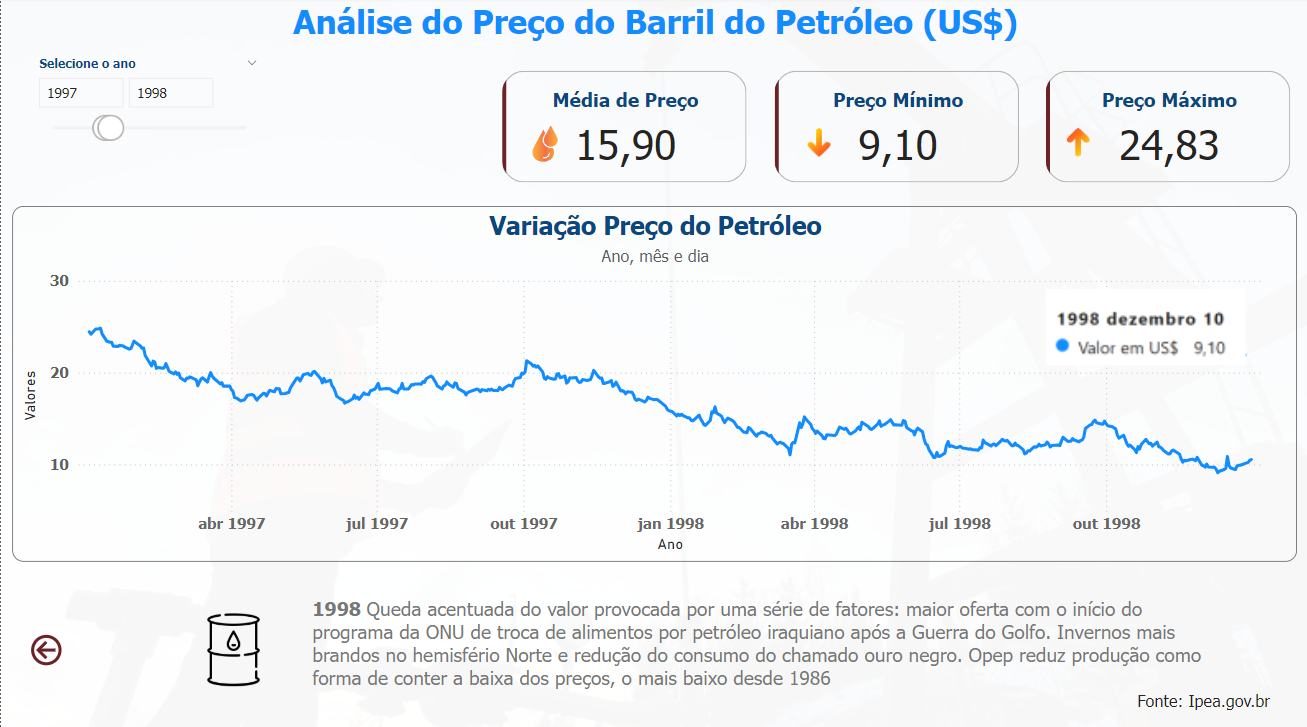 Análise do Preço do Barril do Petróleo (US$)
Selecione o ano
1997 1998
Média de Preço
15,90
Preço Mínimo
9,10
Preço Máximo
24,83
Variação Preço do Petróleo
Ano, mês e dia
30
20
10
Valores
1998 dezembro 10
Valor em US$ 9,10
abr 1997 jul 1997 out 1997 jan 1998 abr 1998 jul 1998 out 1998
Ano
1998 Queda acentuada do valor provocada por uma série de fatores: maior oferta com o início do
programa da ONU de troca de alimentos por petróleo iraquiano após a Guerra do Golfo. Invernos mais
brandos no hemisfério Norte e redução do consumo do chamado ouro negro. Opep reduz produção como
forma de conter a baixa dos preços, o mais baixo desde 1986
Fonte: Ipea.gov.br